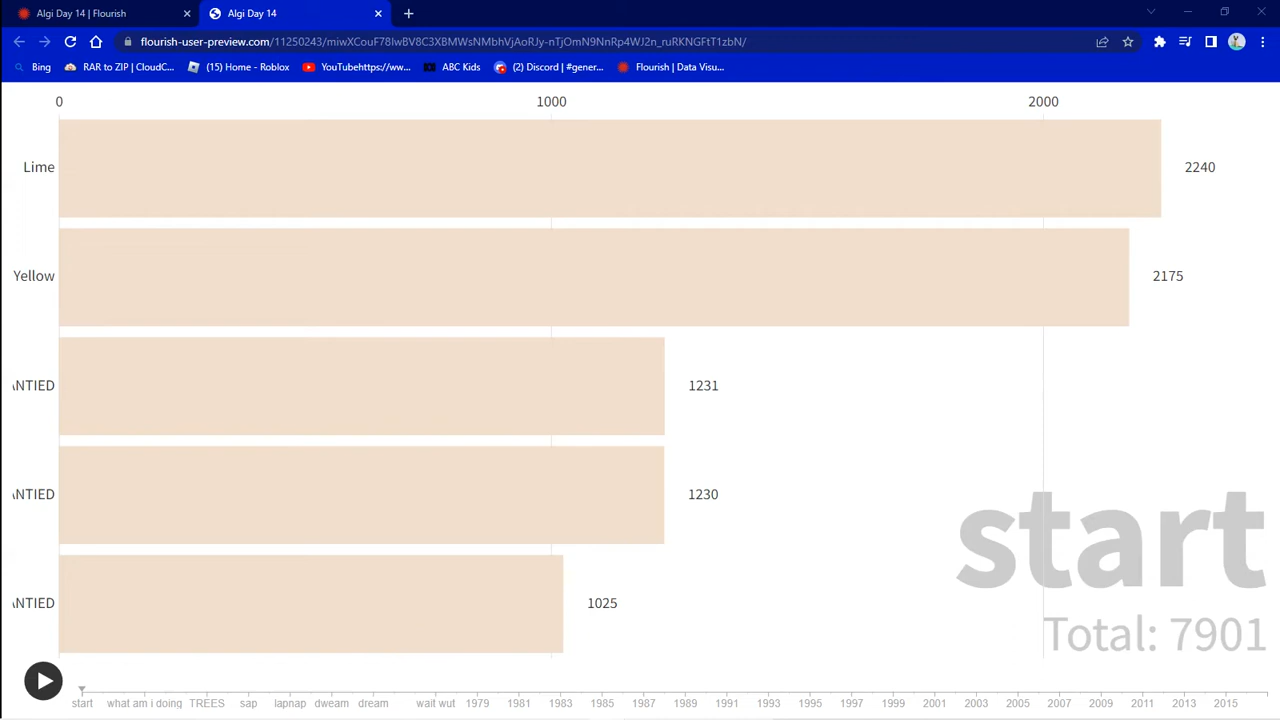 Algi Day 14 | Flourish
Algi Day 14
flourish-user-preview.com/11250243/miwXCouF78IwBV8C3XBMWsNMbhVjAoRJy-nTjOmN9NnRp4WJ2n_ruRKNGFtT1zbN/
Bing
RAR to ZIP | CloudC...
(15) Home - Roblox
YouTubehttps://ww...
ABC Kids
(2) Discord | #gener...
Flourish | Data Visu...
0 1000 2000
Lime 2240
Yellow 2175
ANTIED 1231
ANTIED 1230
ANTIED 1025
start
Total: 7901
start what am i doing TREES sap lapnap dweam dream wait wut 1979 1981 1983 1985 1987 1989 1991 1993 1995 1997 1999 2001 2003 2005 2007 2009 2011 2013 2015